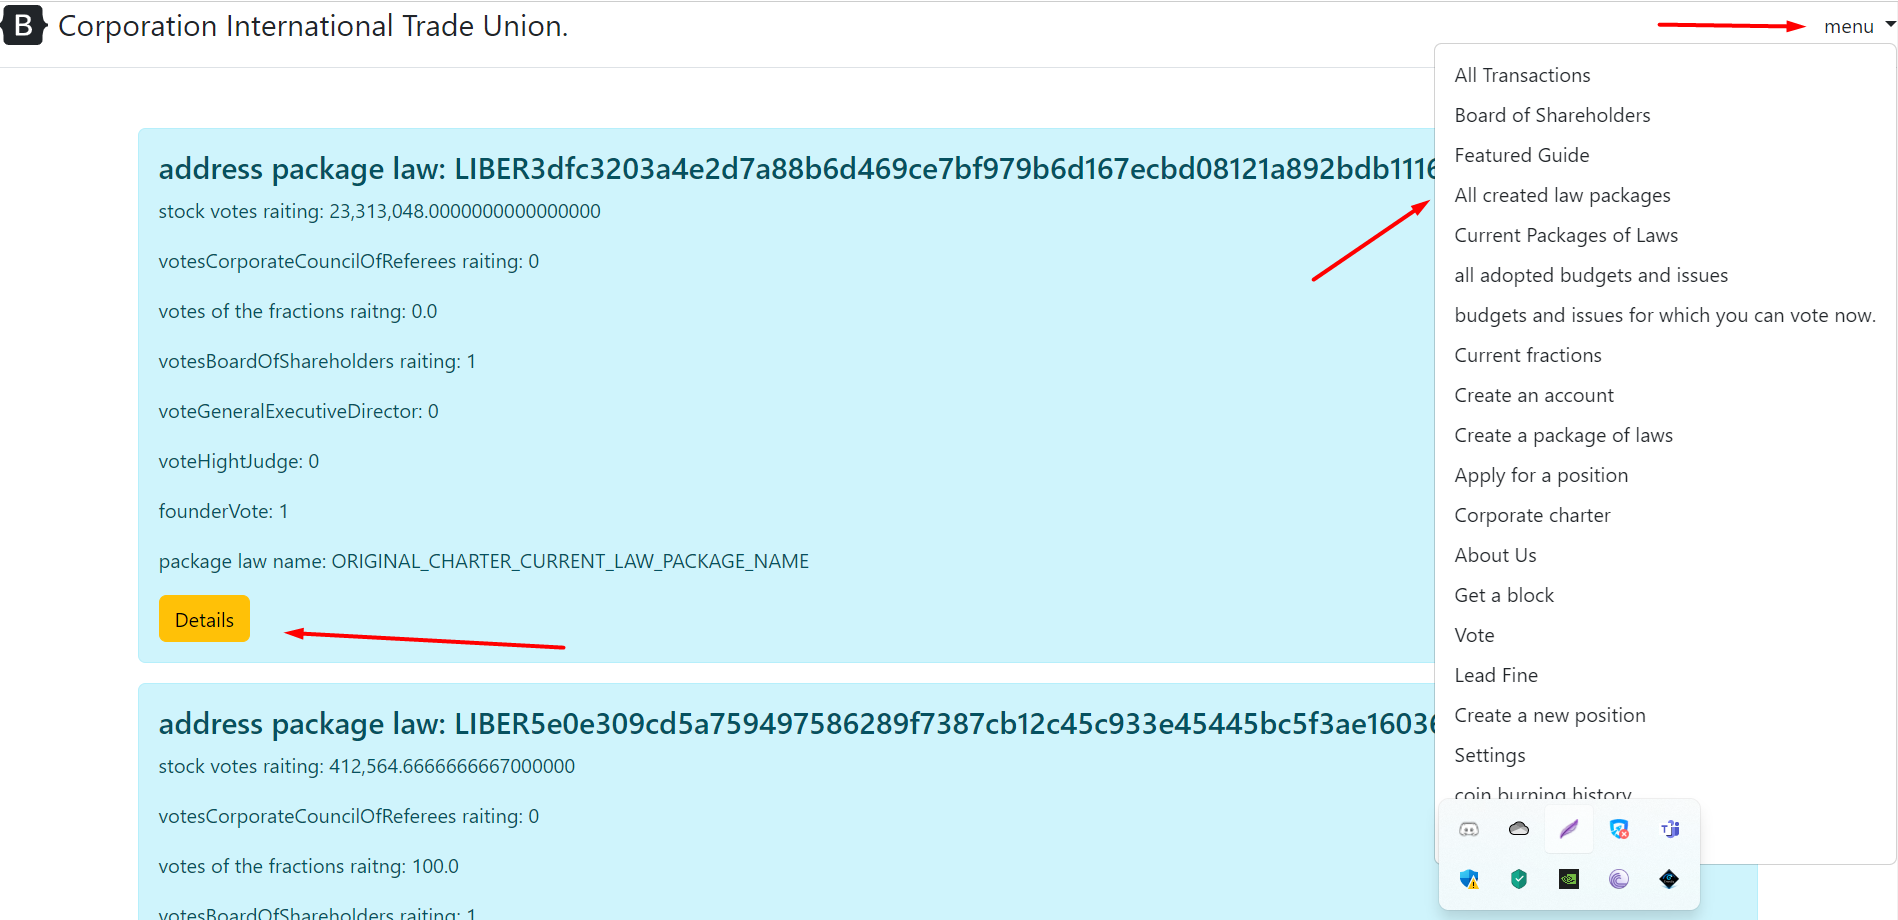 B Corporation International Trade Union.
menu
All Transactions
Board of Shareholders
Featured Guide
All created law packages
Current Packages of Laws
all adopted budgets and issues
budgets and issues for which you can vote now.
Current fractions
Create an account
Create a package of laws
Apply for a position
Corporate charter
About Us
Get a block
Vote
Lead Fine
Create a new position
Settings
coin burning history
address package law: LIBER3dfc3203a4e2d7a88b6d469ce7bf979b6d167ecbd08121a892bdb1116
stock votes raiting: 23,313,048.0000000000000000
votesCorporateCouncilOfReferees raiting: 0
votes of the fractions raitng: 0.0
votesBoardOfShareholders raiting: 1
voteGeneralExecutiveDirector: 0
voteHightJudge: 0
founderVote: 1
package law name: ORIGINAL_CHARTER_CURRENT_LAW_PACKAGE_NAME
Details
address package law: LIBER5e0e309cd5a759497586289f7387cb12c45c933e45445bc5f3ae16036
stock votes raiting: 412,564.6666666667000000
votesCorporateCouncilOfReferees raiting: 0
votes of the fractions raitng: 100.0
votesBoardOfShareholders raiting: 1